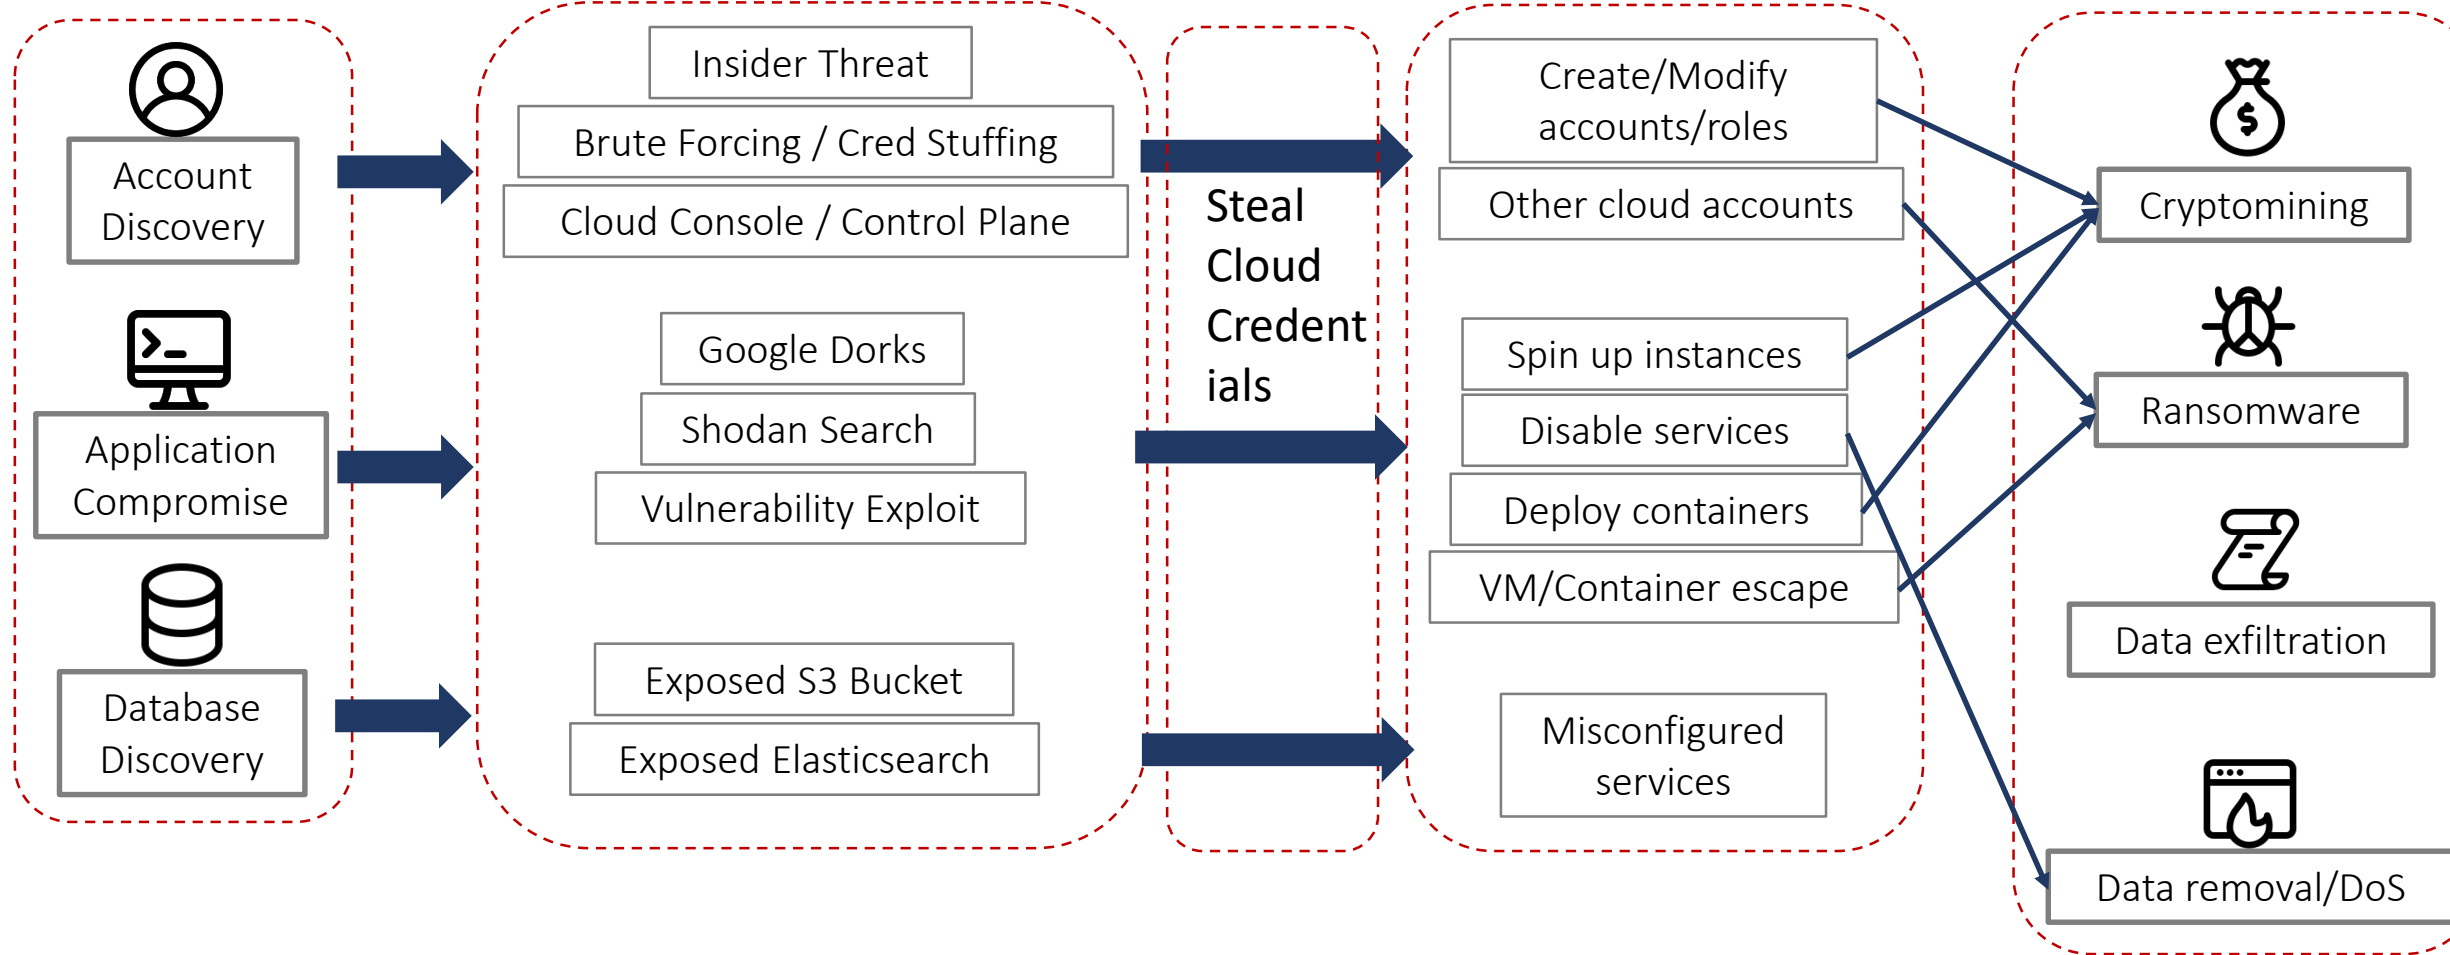 Account
Discovery
Application
Compromise
Database
Discovery
Insider Threat
Brute Forcing / Cred Stuffing
Cloud Console / Control Plane
Google Dorks
Shodan Search
Vulnerability Exploit
Exposed S3 Bucket
Exposed Elasticsearch
Steal
Cloud
Credent
ials
Create/Modify
accounts/roles
Other cloud accounts
Spin up instances
Disable services
Deploy containers
VM/Container escape
Misconfigured
services
$
Cryptomining
Ransomware
Data exfiltration
Data removal/DoS